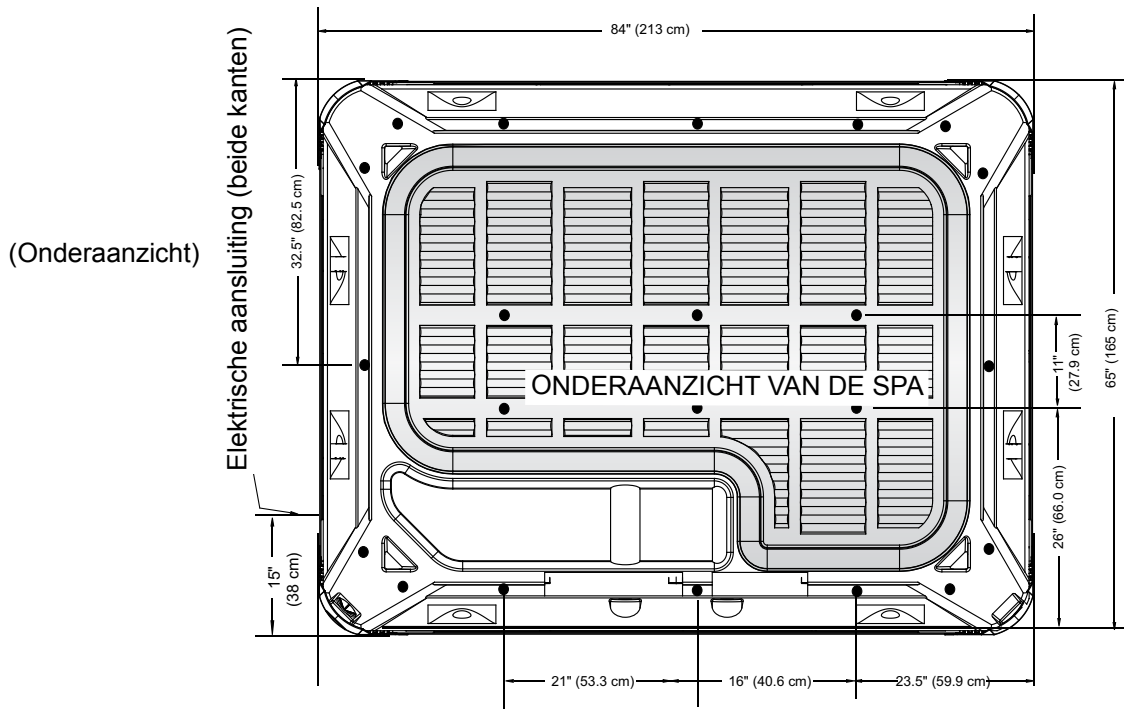 84" (213 cm)
Elektrische aansluiting (beide kanten)
32.5" (82.5 cm)
(Onderaanzicht)
ONDERAANZICHT VAN DE SPA
11"
(27.9 cm)
65" (165 cm)
26" (66.0 cm)
15"
(38 cm)
21" (53.3 cm)
16" (40.6 cm)
23.5" (59.9 cm)